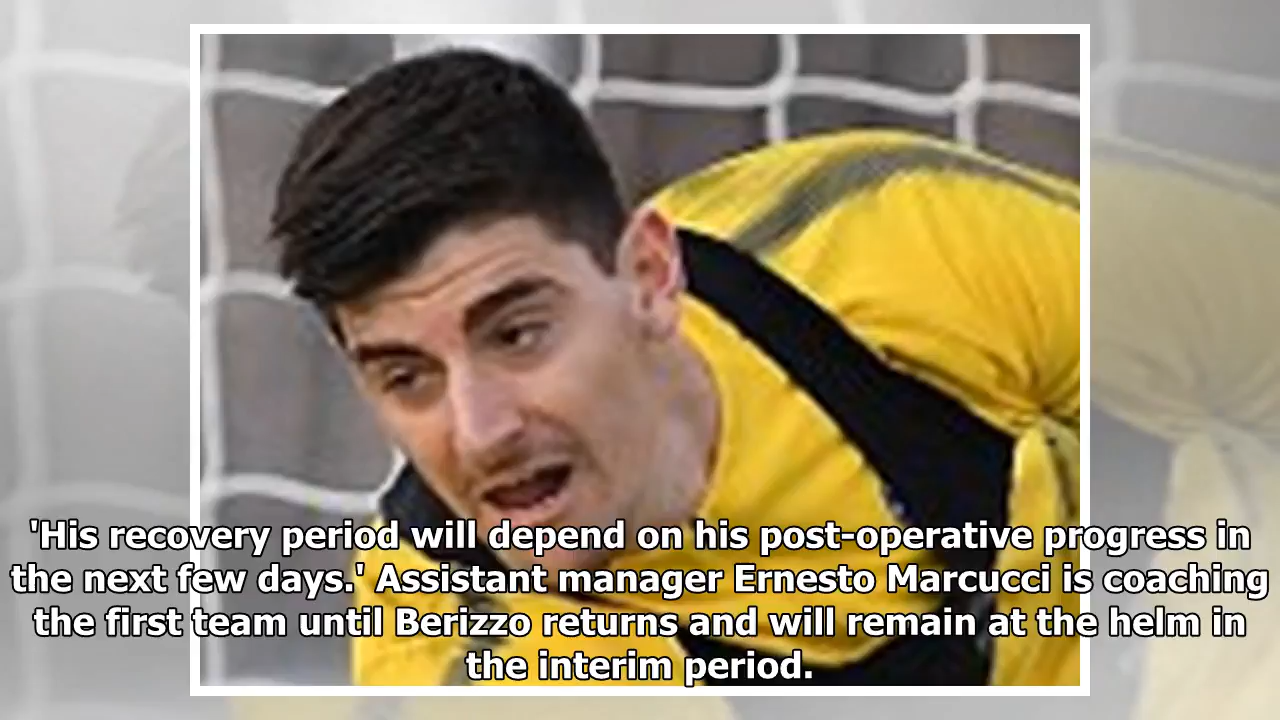 'His recovery period will depend on his post-operative progress in
the next few days.' Assistant manager Ernesto Marcucci is coaching
the first team until Berizzo returns and will remain at the helm in
the interim period.